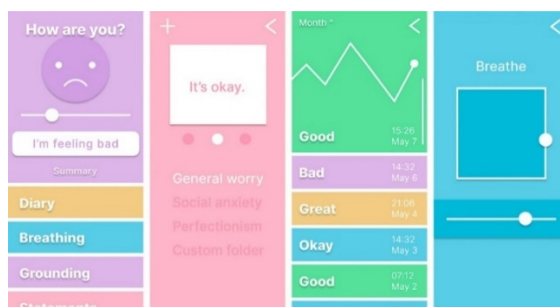 How are you?
I'm feeling bad
Summary
Diary
Breathing
Grounding
Statements
It's okay.
General worry
Social anxiety
Perfectionism
Custom folder
Month
Good
15:26
May 7
Bad
14:32
May 6
Great
21:06
May 4
Okay
14:32
May 3
Good
07:12
May 2
Breathe